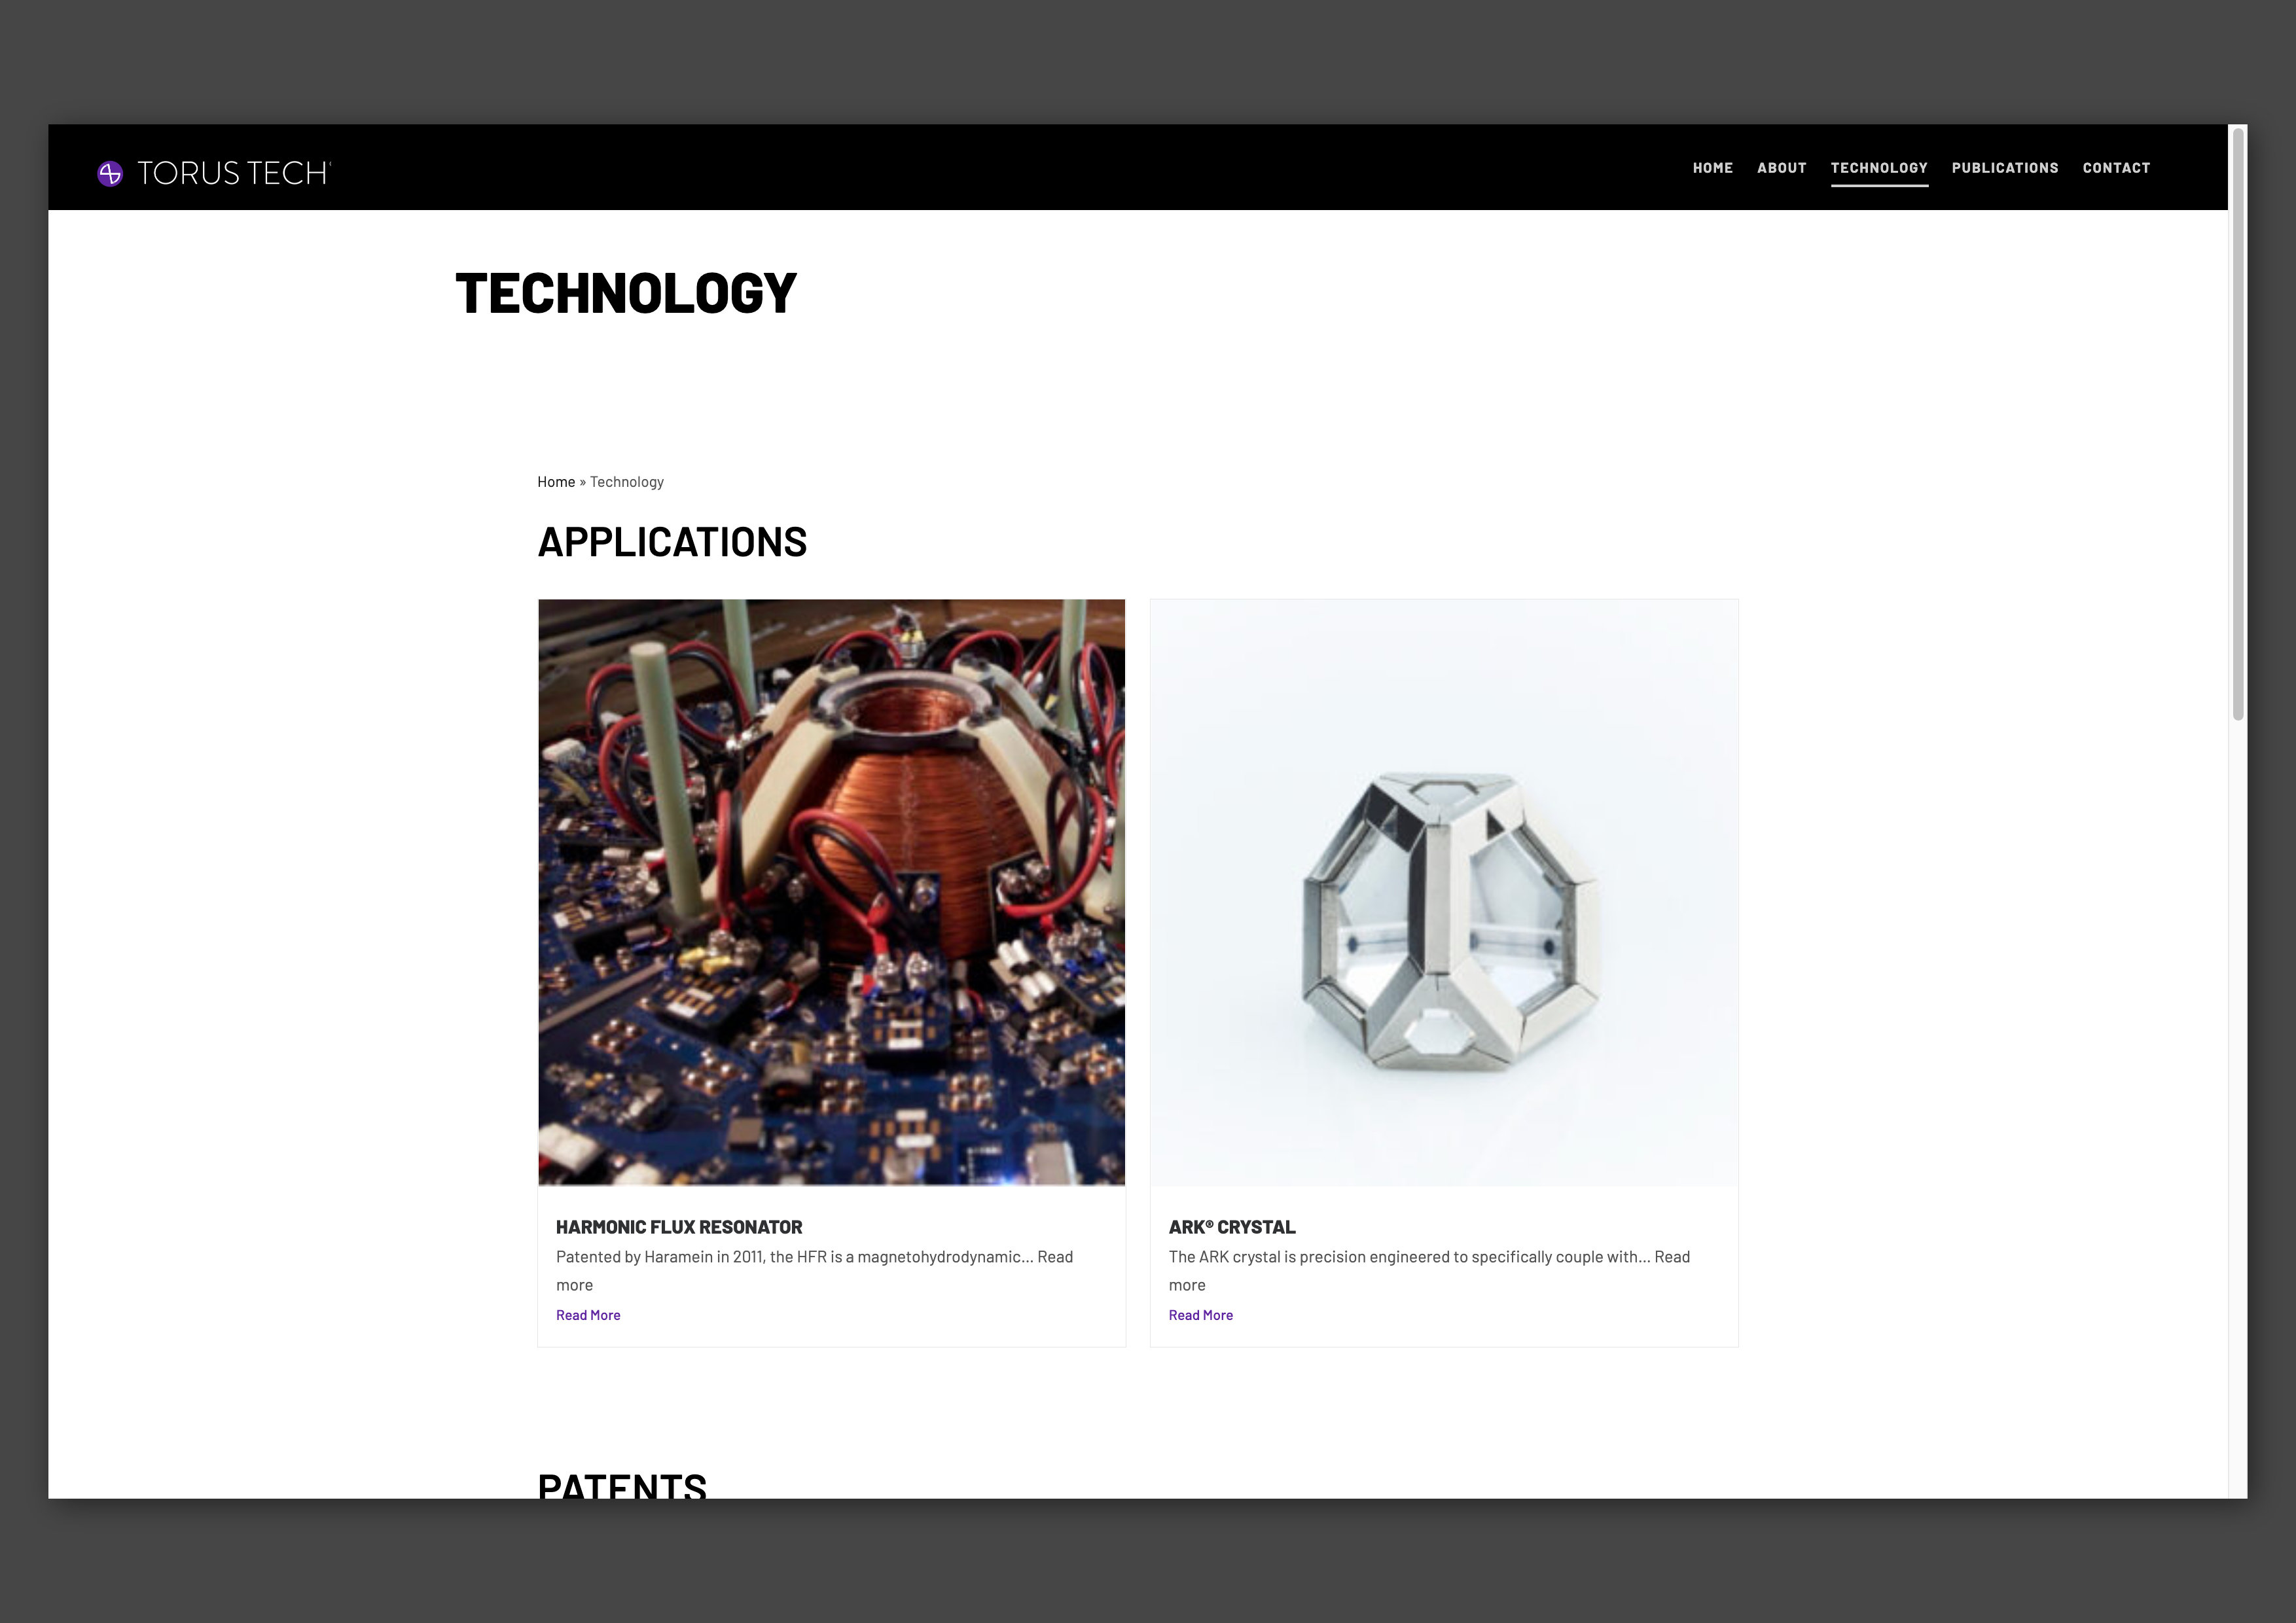 TORUS TECH
HOME ABOUT TECHNOLOGY PUBLICATIONS CONTACT
TECHNOLOGY
Home » Technology
APPLICATIONS
HARMONIC FLUX RESONATOR
Patented by Haramein in 2011, the HFR is a magnetohydrodynamic... Read
more
Read More
ARK® CRYSTAL
The ARK crystal is precision engineered to specifically couple with... Read
more
Read More
PATENTS